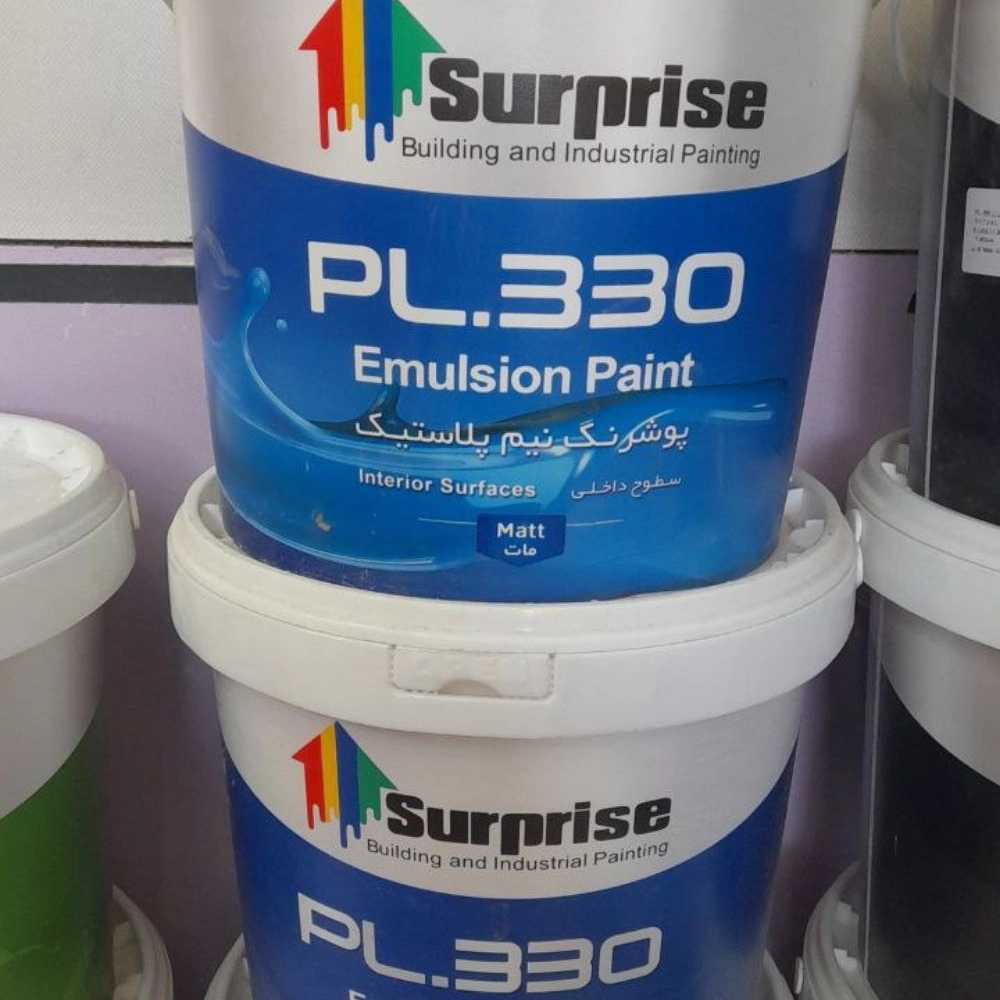 Surprise
Building and Industrial Painting
PL.330
Emulsion Paint
پوشرنگ نیم پلاستیک
Interior Surfaces سطوح داخلی
Matt
مات
Surprise
Building and Industrial Painting
PL.330